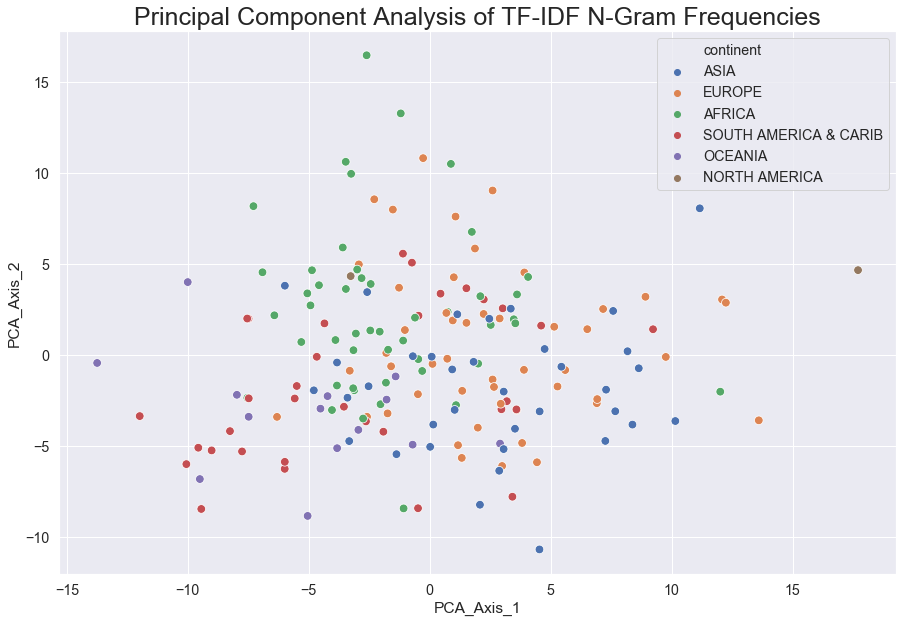 Principal Component Analysis of TF-IDF N-Gram Frequencies
continent
ASIA
EUROPE
AFRICA
SOUTH AMERICA & CARIB
OCEANIA
NORTH AMERICA
15
10
5
0
−5
−10
PCA_Axis_2
−15 −10 −5 0 5 10 15
PCA_Axis_1